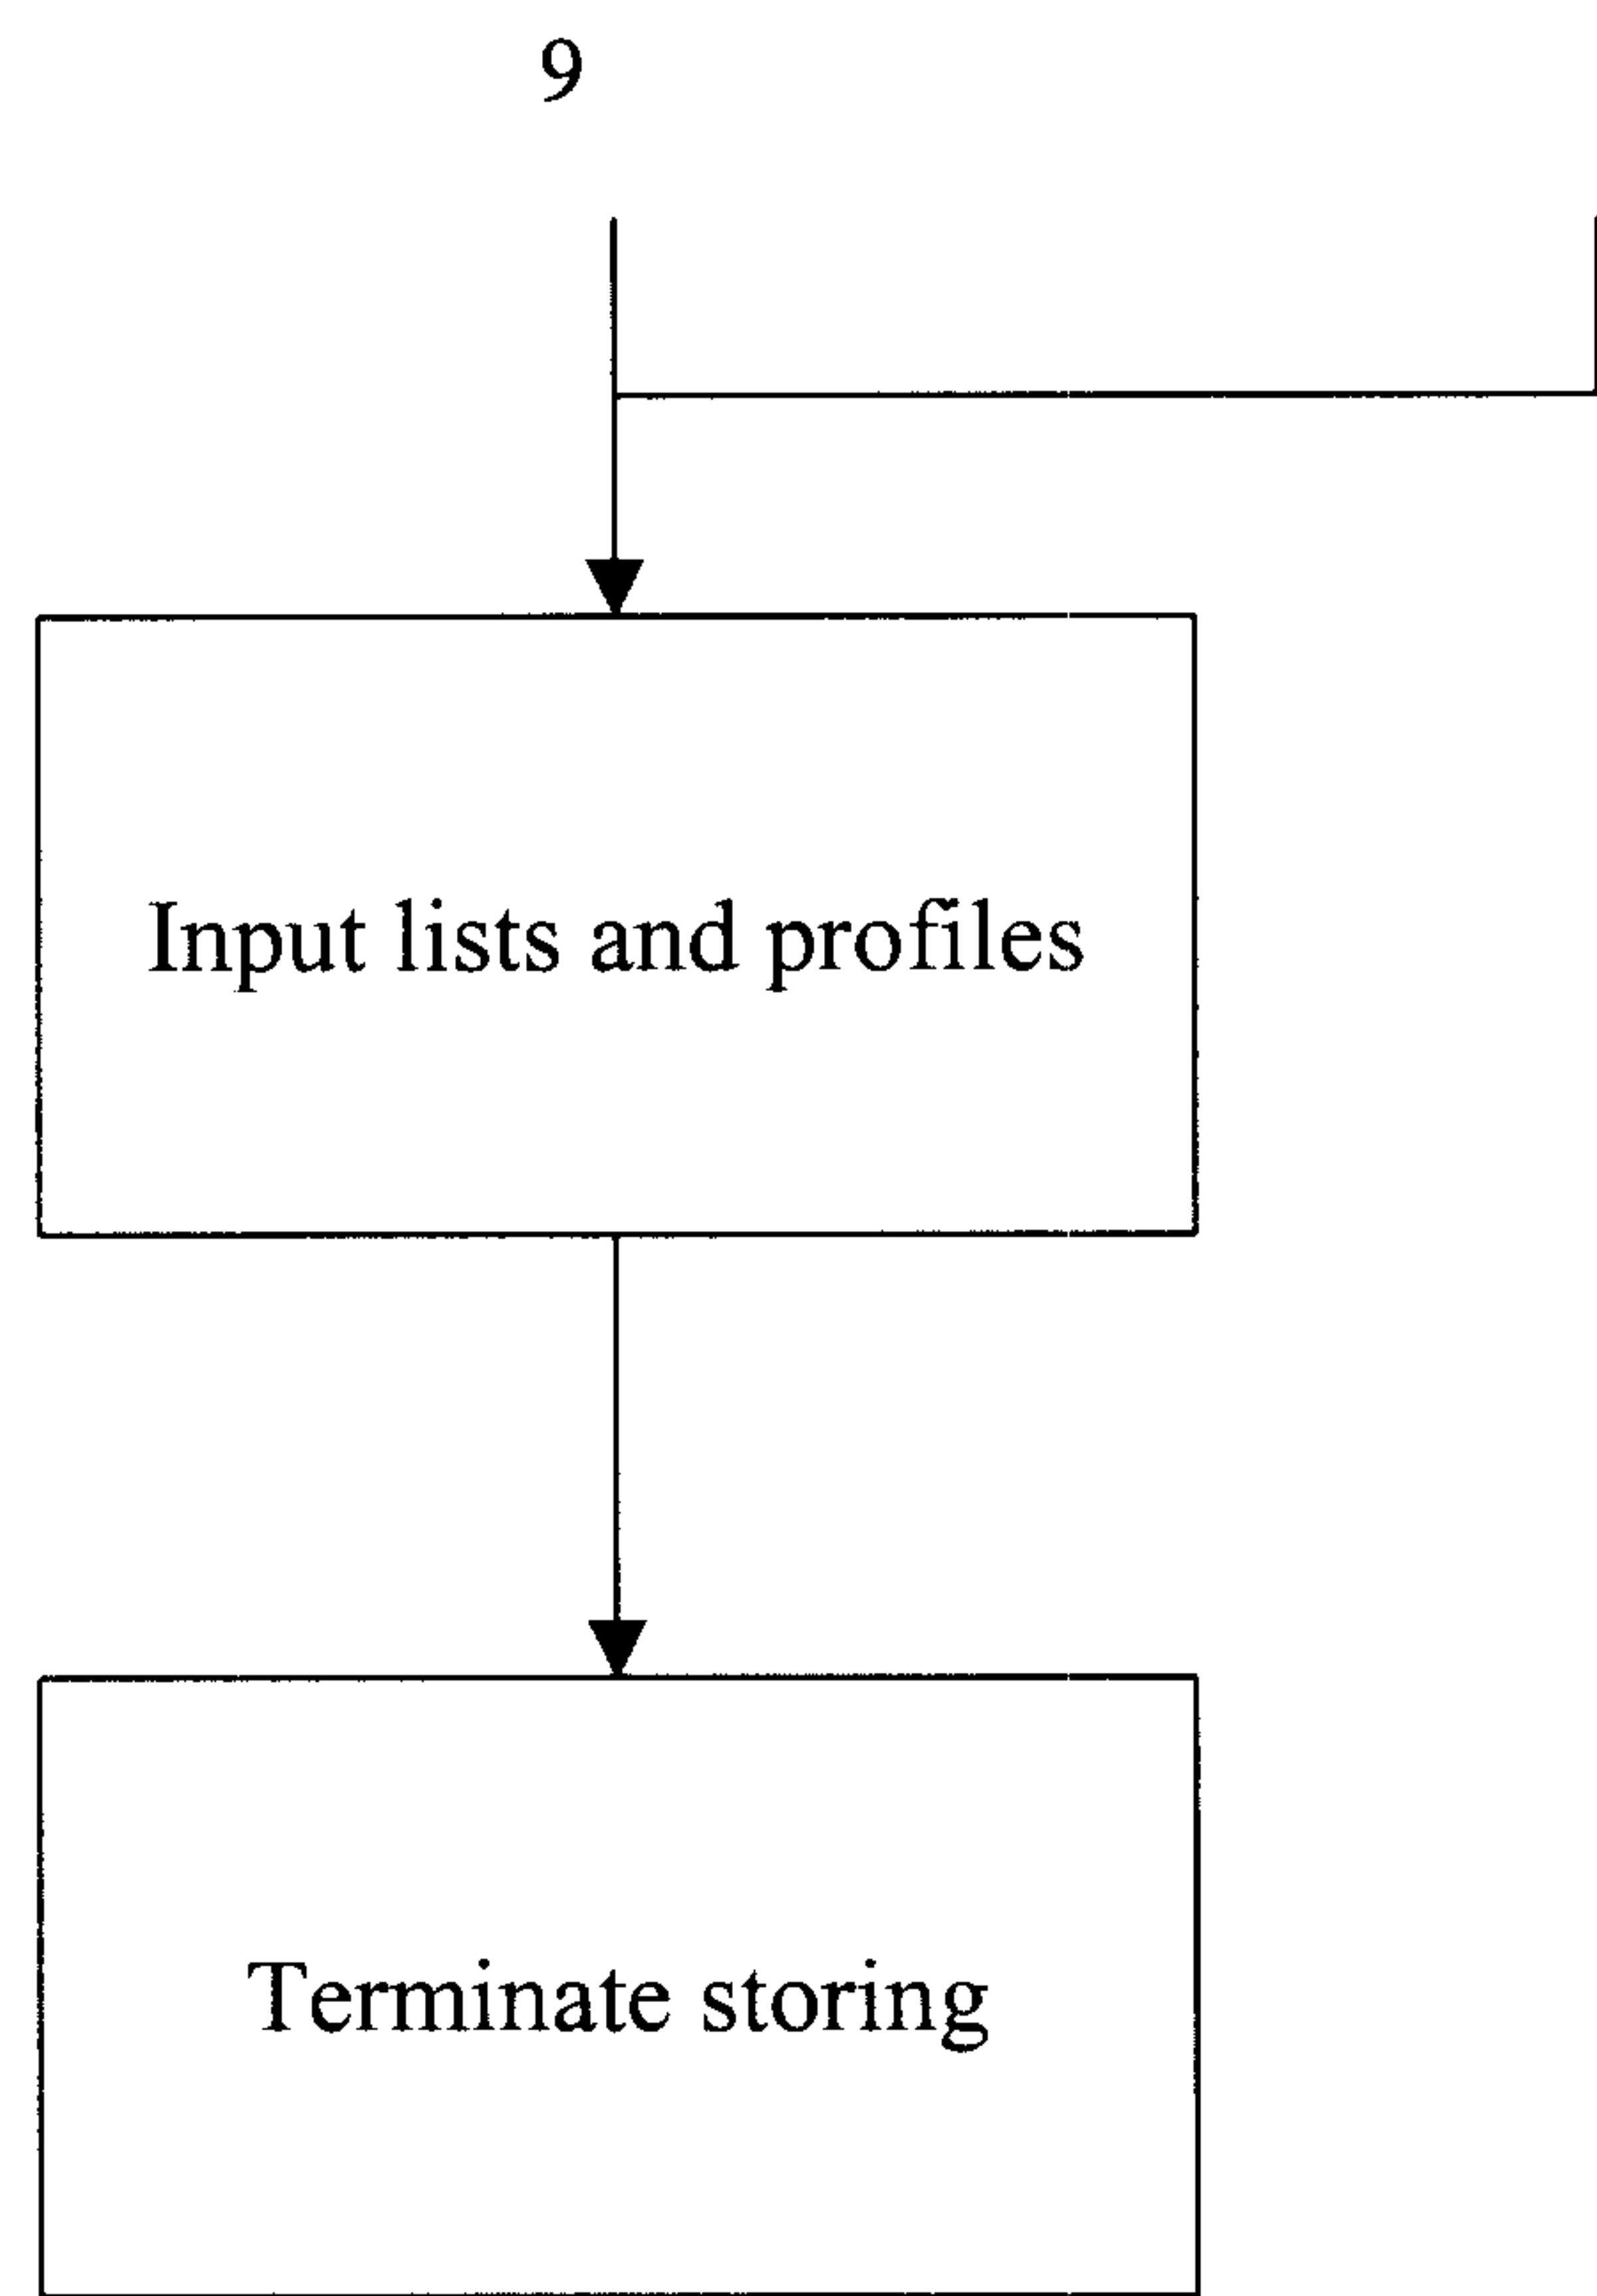 9
Input lists and profiles
Terminate storing